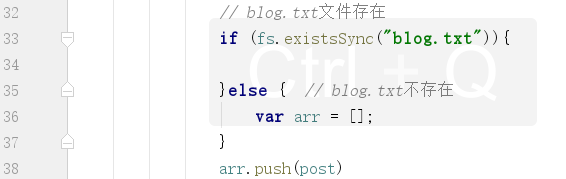 32 // blog.txt文件存在
33 if (fs.existsSync("blog.txt")){
34
35 }else { // blog.txt不存在
36 var arr = [];
37 }
38 arr.push(post)
Ctrl + Q